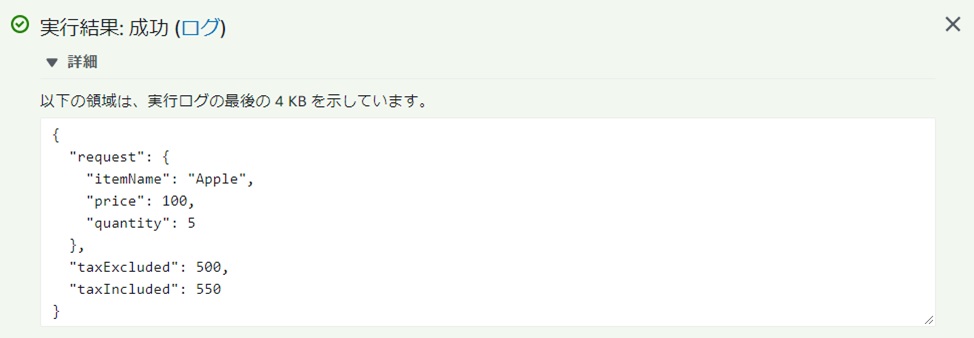 実行結果: 成功 (ログ)
▼ 詳細
以下の領域は、実行ログの最後の 4 KB を示しています。
{
  "request": {
    "itemName": "Apple",
    "price": 100,
    "quantity": 5
  },
  "taxExcluded": 500,
  "taxIncluded": 550
}